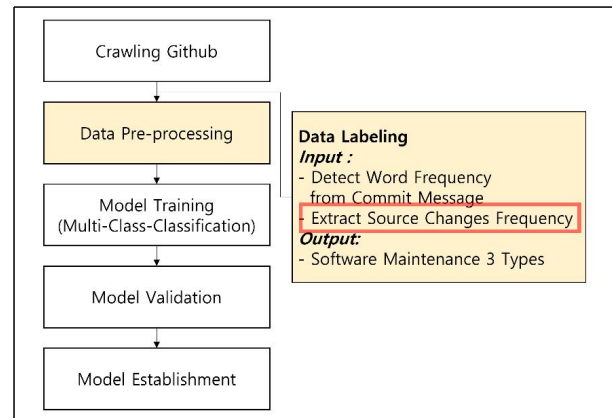 Crawling Github
Data Pre-processing
Model Training
(Multi-Class-Classification)
Model Validation
Model Establishment
Data Labeling
Input :
- Detect Word Frequency
from Commit Message
- Extract Source Changes Frequency
Output:
- Software Maintenance 3 Types